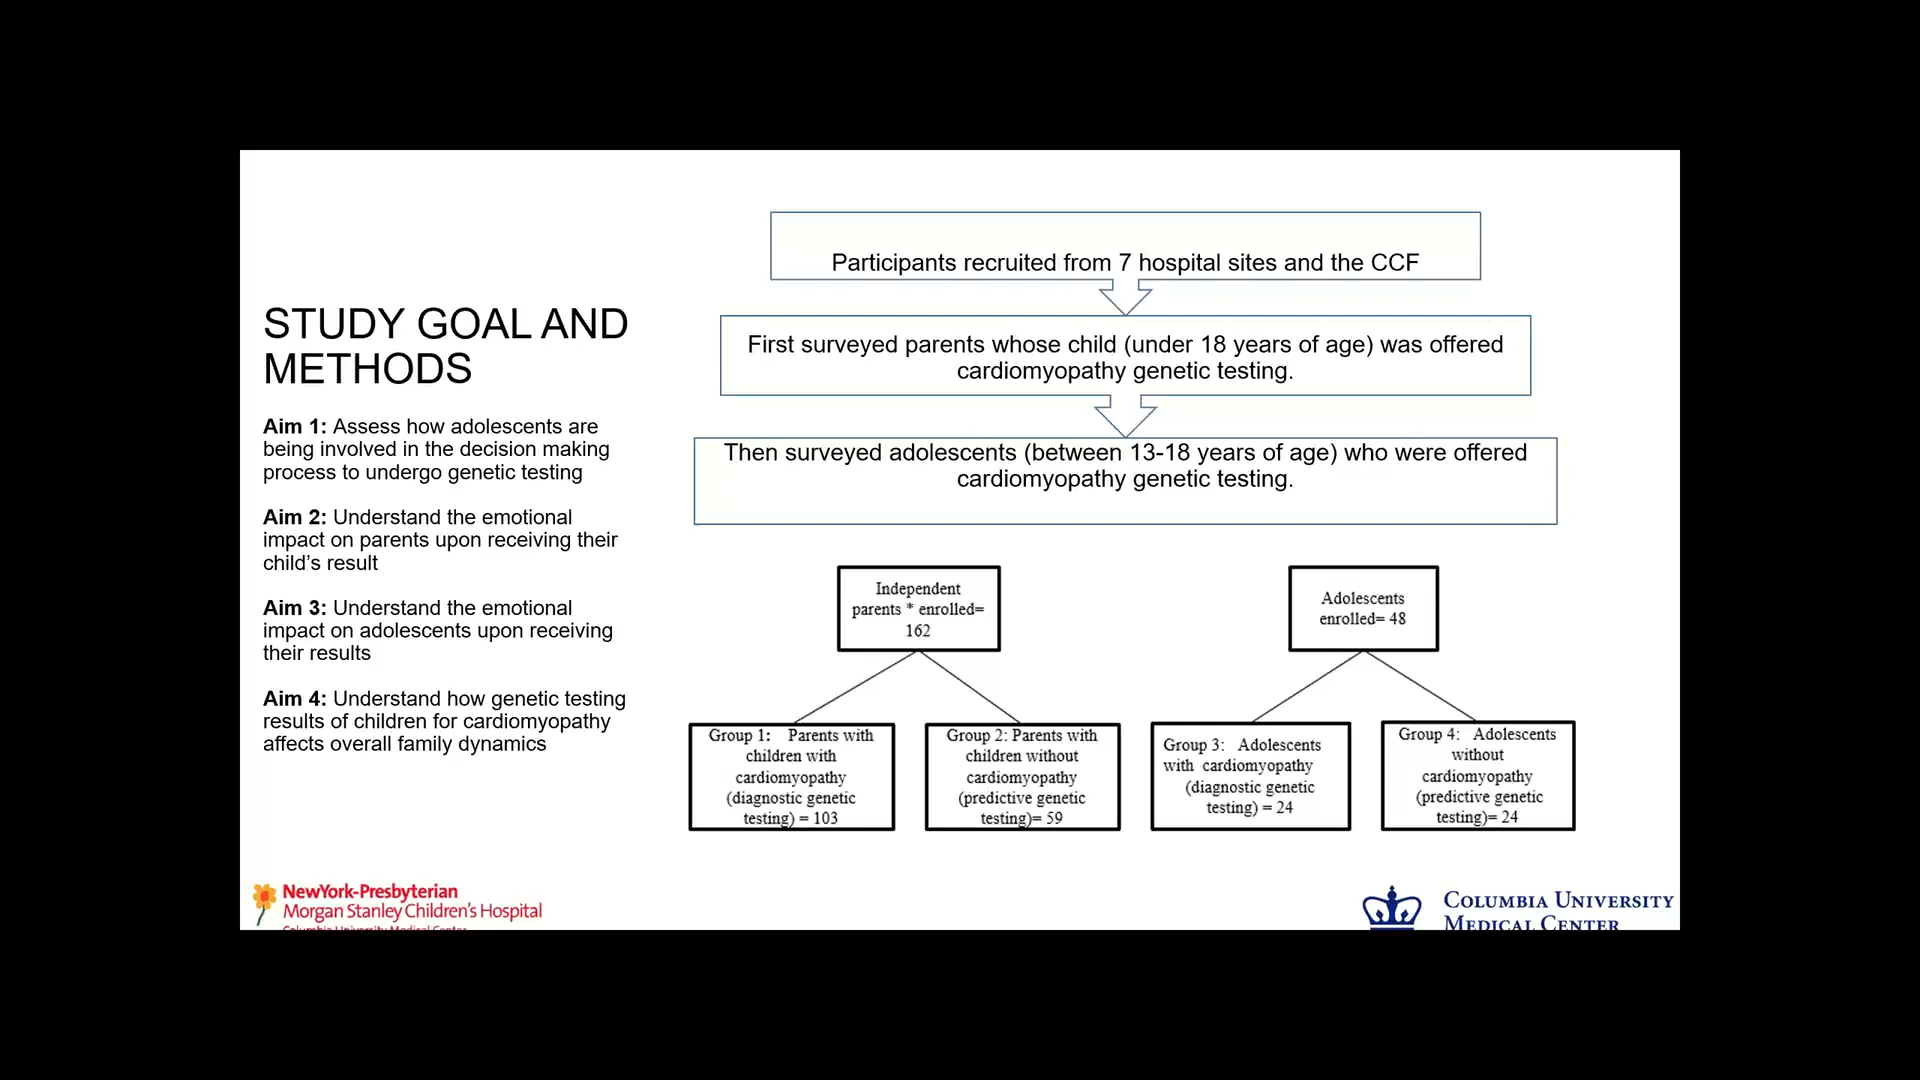 STUDY GOAL AND
METHODS
Aim 1: Assess how adolescents are
being involved in the decision making
process to undergo genetic testing
Aim 2: Understand the emotional
impact on parents upon receiving their
child’s result
Aim 3: Understand the emotional
impact on adolescents upon receiving
their results
Aim 4: Understand how genetic testing
results of children for cardiomyopathy
affects overall family dynamics
Participants recruited from 7 hospital sites and the CCF
First surveyed parents whose child (under 18 years of age) was offered
cardiomyopathy genetic testing.
Then surveyed adolescents (between 13-18 years of age) who were offered
cardiomyopathy genetic testing.
Independent
parents * enrolled=
162
Group 1: Parents with
children with
cardiomyopathy
(diagnostic genetic
testing) = 103
Group 2: Parents with
children without
cardiomyopathy
(predictive genetic
testing)= 59
Adolescents
enrolled= 48
Group 3: Adolescents
with cardiomyopathy
(diagnostic genetic
testing) = 24
Group 4: Adolescents
without
cardiomyopathy
(predictive genetic
testing)= 24
NewYork-Presbyterian
Morgan Stanley Children’s Hospital
Columbia University Medical Center
COLUMBIA UNIVERSITY
MEDICAL CENTER